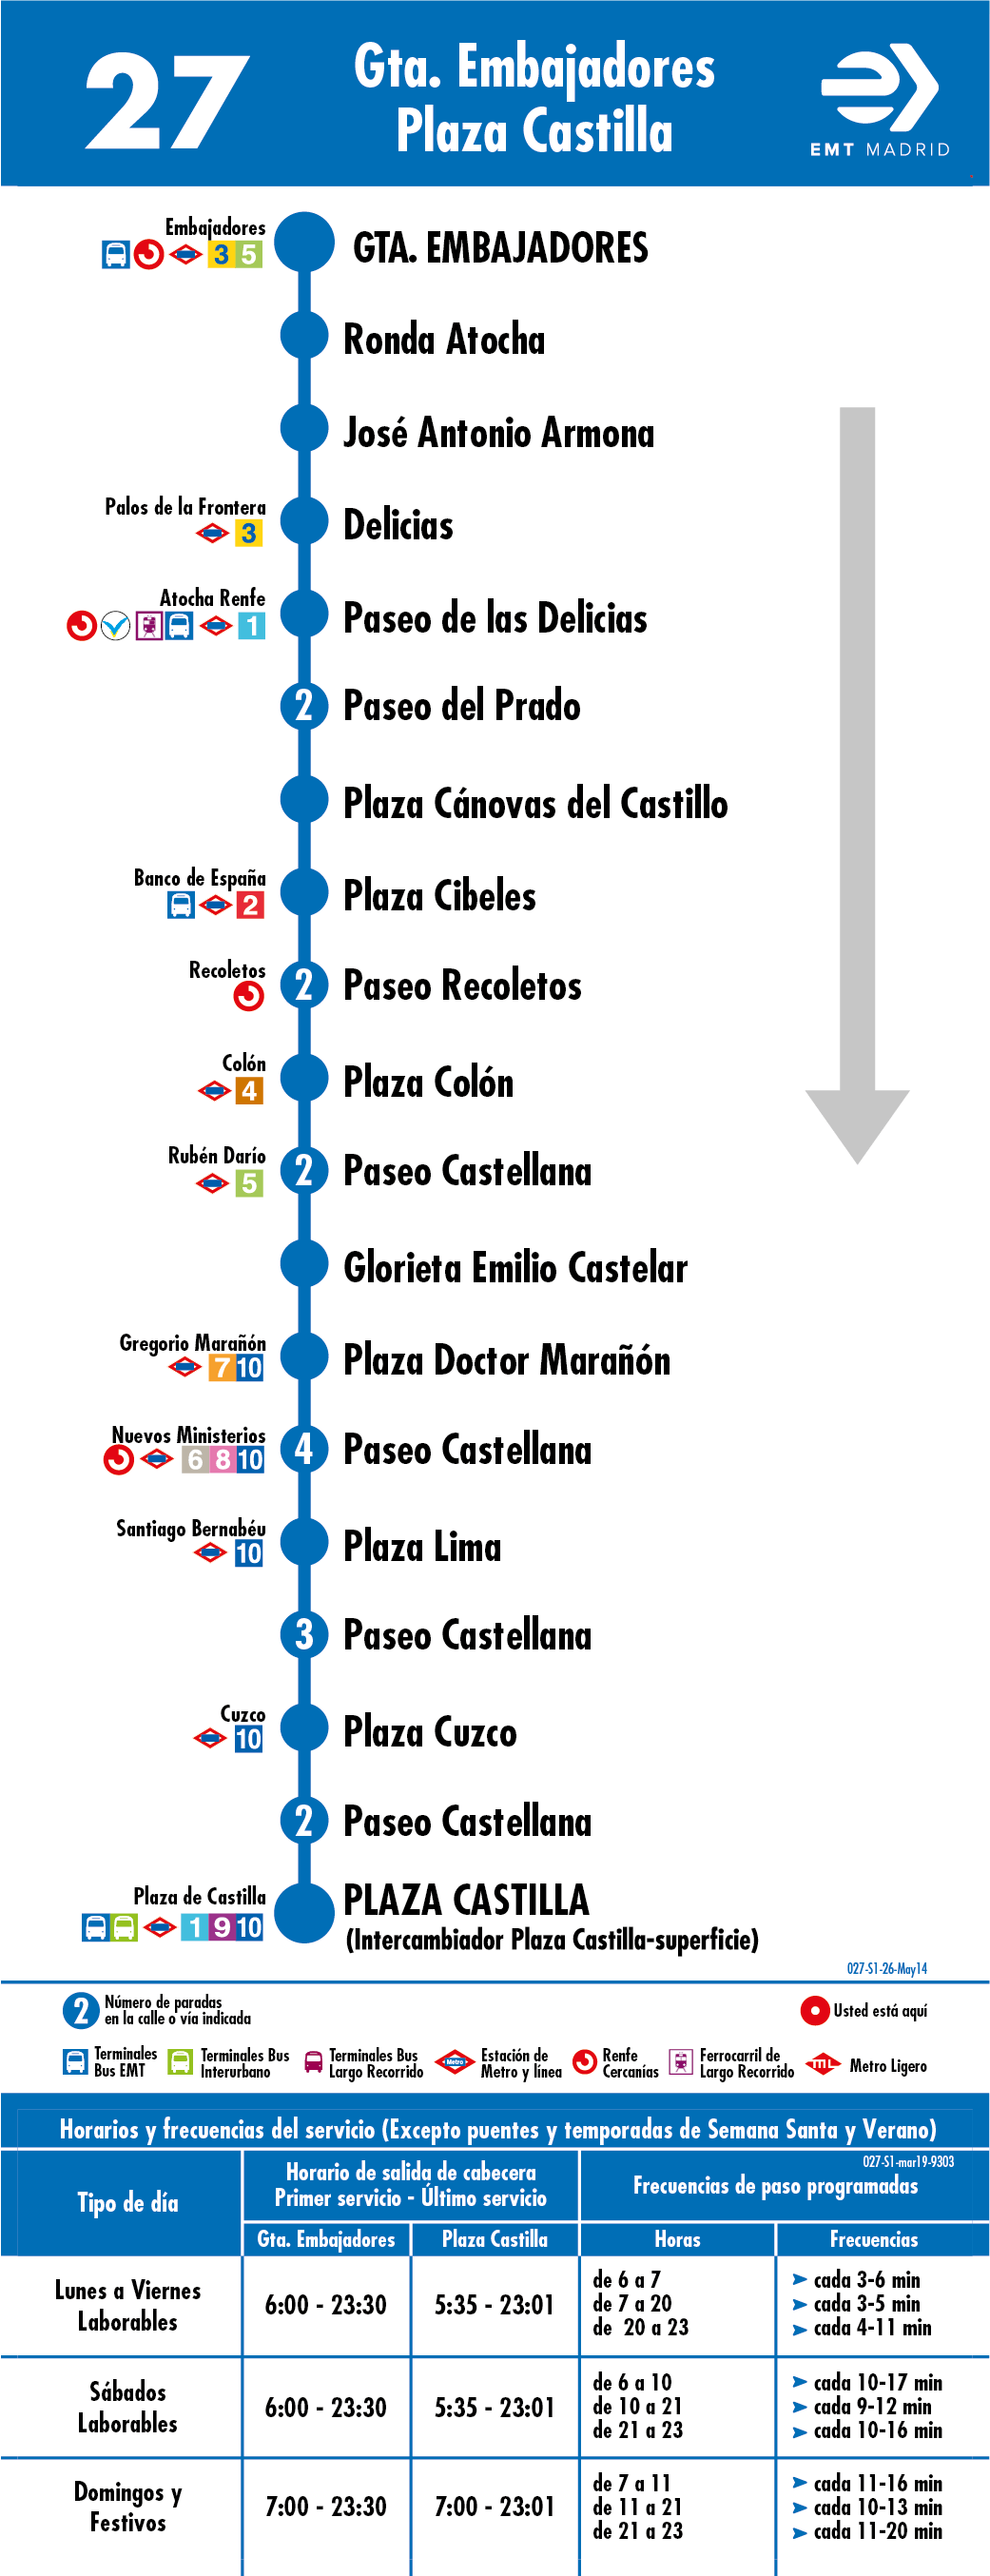 27
Gta. Embajadores
Plaza Castilla
EMT MADRID
Embajadores
3 5
GTA. EMBAJADORES
Ronda Atocha
José Antonio Armona
Palos de la Frontera
3
Delicias
Atocha Renfe
1
Paseo de las Delicias
2 Paseo del Prado
Plaza Cánovas del Castillo
Banco de España
2
Plaza Cibeles
Recoletos
2 Paseo Recoletos
Colón
4
Plaza Colón
Rubén Darío
5
2 Paseo Castellana
Glorieta Emilio Castelar
Gregorio Marañón
7 10
Plaza Doctor Marañón
Nuevos Ministerios
6 8 10
4 Paseo Castellana
Santiago Bernabéu
10
Plaza Lima
3 Paseo Castellana
Cuzco
10
Plaza Cuzco
2 Paseo Castellana
Plaza de Castilla
1 9 10
PLAZA CASTILLA
(Intercambiador Plaza Castilla-superficie)
027-S1-26-May14
2 Número de paradas
en la calle o vía indicada
Usted está aquí
Terminales
Bus EMT
Terminales Bus
Interurbano
Terminales Bus
Largo Recorrido
Metro
Estación de
Metro y línea
Renfe
Cercanías
Ferrocarril de
Largo Recorrido
ML
Metro Ligero
Horarios y frecuencias del servicio (Excepto puentes y temporadas de Semana Santa y Verano)
027-S1-mar19-9303
Tipo de día
Horario de salida de cabecera
Primer servicio - Último servicio
Frecuencias de paso programadas
Gta. Embajadores
Plaza Castilla
Horas
Frecuencias
Lunes a Viernes
Laborables
6:00 - 23:30
5:35 - 23:01
de 6 a 7 ➤ cada 3-6 min
de 7 a 20 ➤ cada 3-5 min
de 20 a 23 ➤ cada 4-11 min
Sábados
Laborables
6:00 - 23:30
5:35 - 23:01
de 6 a 10 ➤ cada 10-17 min
de 10 a 21 ➤ cada 9-12 min
de 21 a 23 ➤ cada 10-16 min
Domingos y
Festivos
7:00 - 23:30
7:00 - 23:01
de 7 a 11 ➤ cada 11-16 min
de 11 a 21 ➤ cada 10-13 min
de 21 a 23 ➤ cada 11-20 min